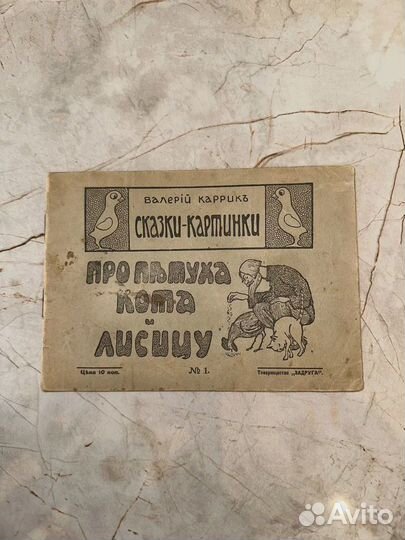 Валерій Каррикъ
СКАЗКИ-КАРТИНКИ
ПРО ПѢТУХА
КОТА
И
ЛИСИЦУ
Цѣна 10 коп.
№ 1.
Товарищество „ЗАДРУГА“.
Avito